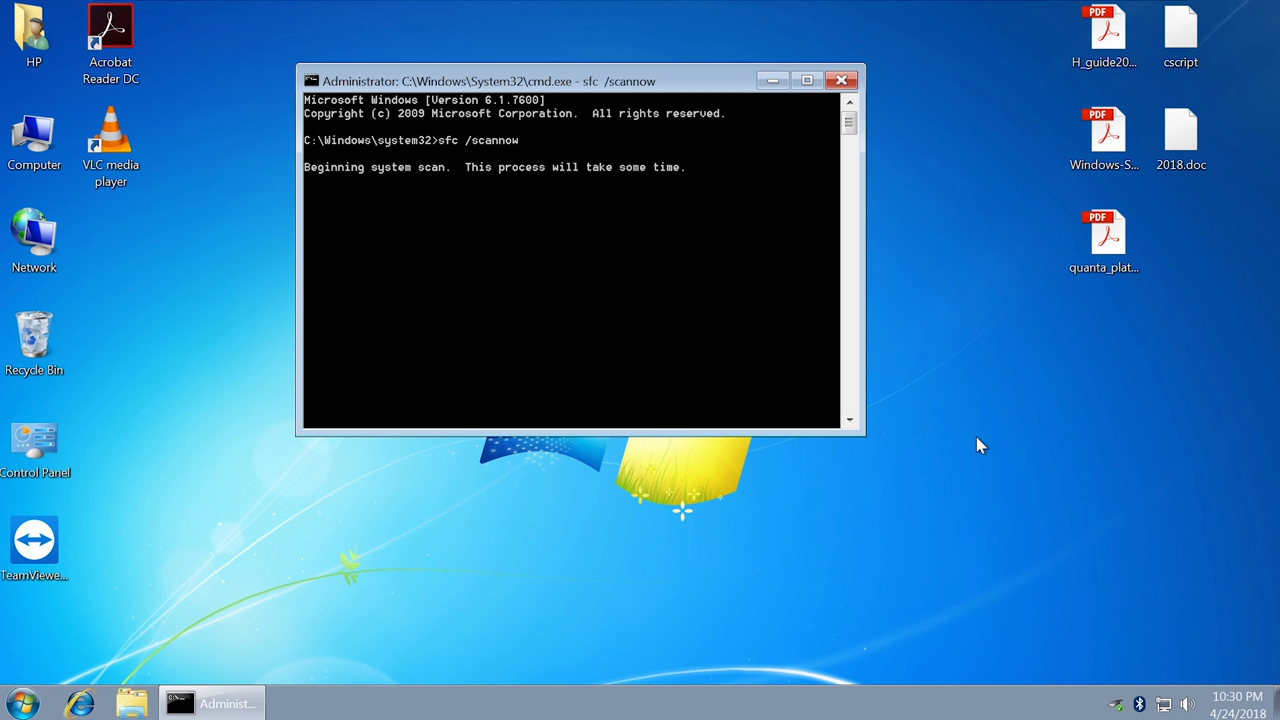 HP
Acrobat
Reader DC
Computer
VLC media
player
Network
Recycle Bin
Control Panel
TeamViewe...
Administrator: C:\Windows\System32\cmd.exe - sfc  /scannow
Microsoft Windows [Version 6.1.7600]
Copyright (c) 2009 Microsoft Corporation.  All rights reserved.
C:\Windows\system32>sfc /scannow
Beginning system scan.  This process will take some time.
PDF
H_guide20...
cscript
PDF
Windows-S...
2018.doc
PDF
quanta_plat...
Administ...
10:30 PM
4/24/2018